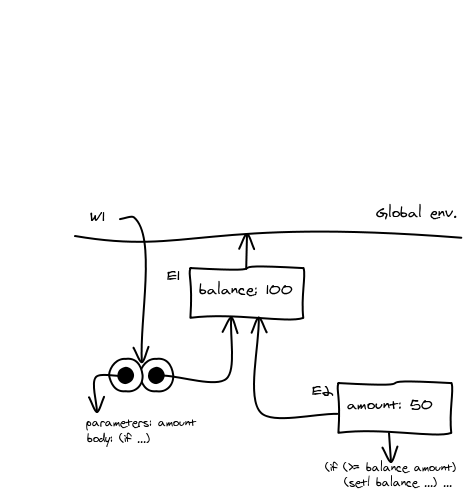 W1
Global env.
E1
balance: 100
E2
amount: 50
parameters: amount
body: (if ...)
(if (>= balance amount)
(set! balance ...) ...